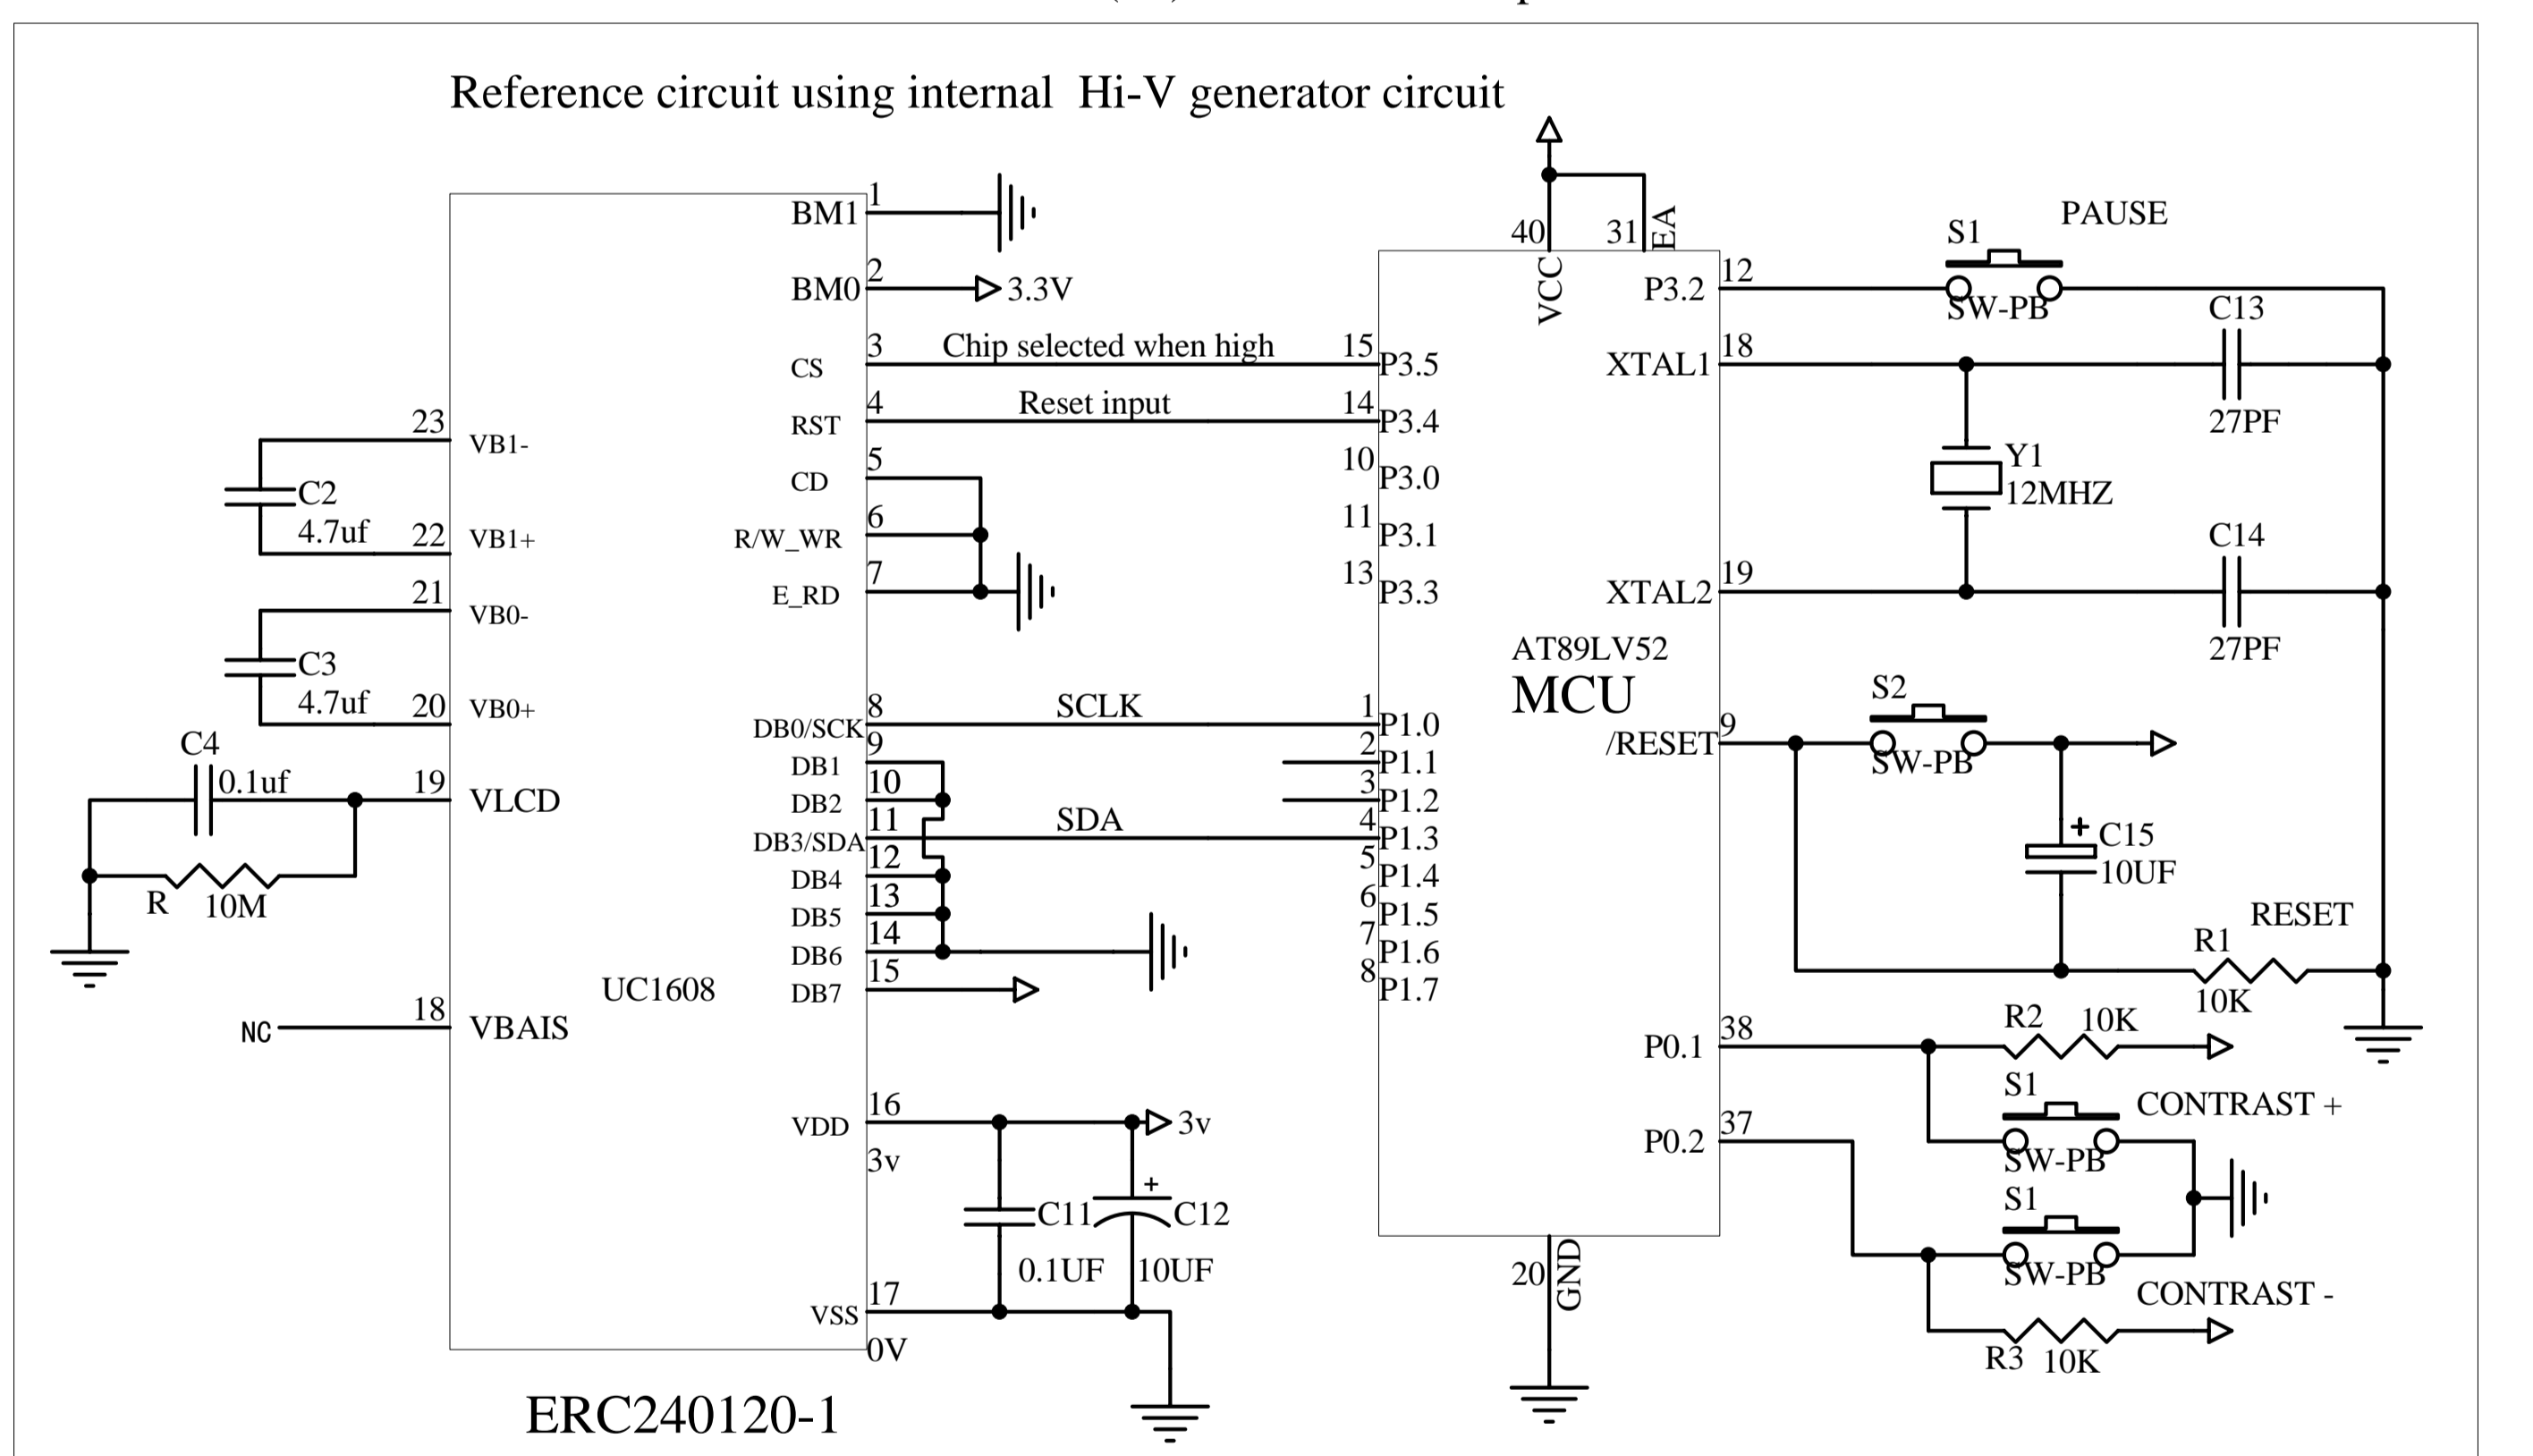 Reference circuit using internal Hi-V generator circuit
BM1 1
BM0 2 3.3V
CS 3 Chip selected when high 15 P3.5
RST 4 Reset input 14 P3.4
CD 5 10 P3.0
R/W_WR 6 11 P3.1
E_RD 7 13 P3.3
DB0/SCK 8 SCLK 1 P1.0
DB1 9 2 P1.1
DB2 10 3 P1.2
DB3/SDA 11 SDA 4 P1.3
DB4 12 5 P1.4
DB5 13 6 P1.5
DB6 14 7 P1.6
DB7 15 8 P1.7
VDD 16 3v
3v
C11 0.1UF
+ C12 10UF
VSS 17
0V
23 VB1-
C2
4.7uf
22 VB1+
21 VB0-
C3
4.7uf
20 VB0+
C4
0.1uf
19 VLCD
R 10M
NC 18 VBAIS
UC1608
ERC240120-1
40 VCC
31 EA
AT89LV52
MCU
20 GND
P3.2 12
S1 PAUSE
SW-PB
XTAL1 18
C13
27PF
Y1
12MHZ
XTAL2 19
C14
27PF
/RESET 9
S2
SW-PB
+ C15
10UF
RESET
R1
10K
P0.1 38
R2 10K
S1
CONTRAST +
SW-PB
P0.2 37
S1
SW-PB
CONTRAST -
R3 10K